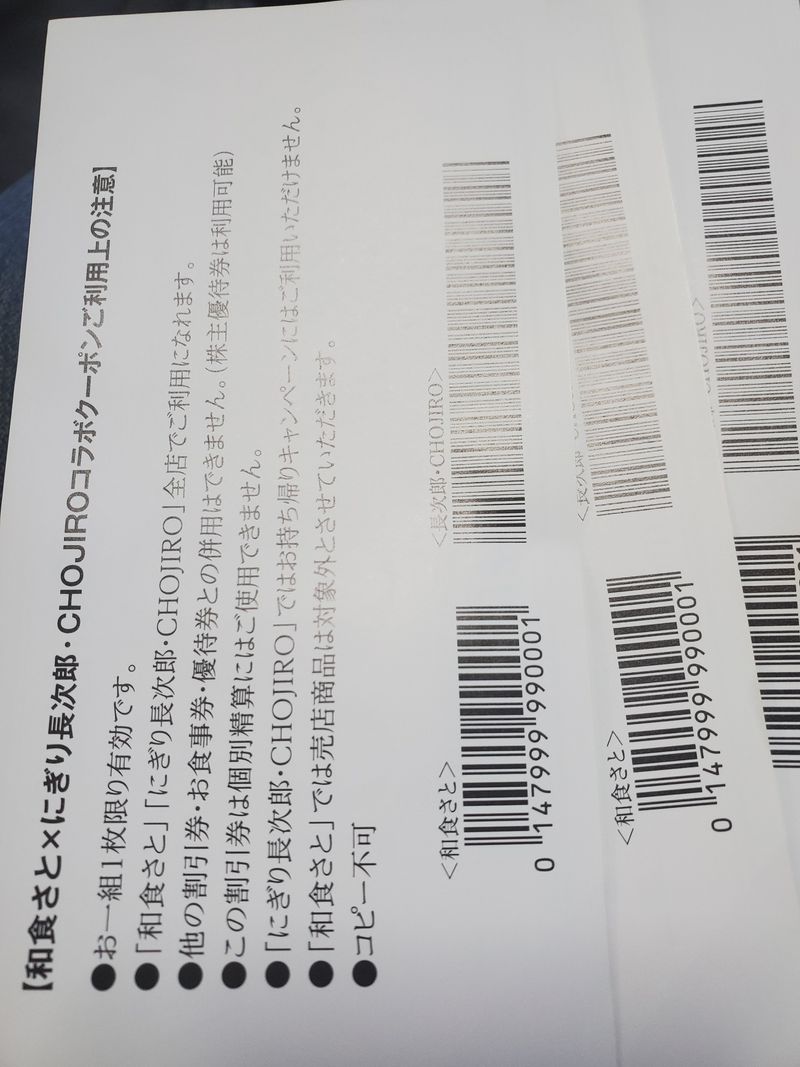 【和食さと×にぎり長次郎・CHOJIROコラボクーポンご利用上の注意】
●お一組1枚限り有効です。
●「和食さと」「にぎり長次郎・CHOJIRO」全店でご利用になれます。
●他の割引券・お食事券・優待券との併用はできません。(株主優待券は利用可能)
●この割引券は個別精算にはご使用できません。
●「にぎり長次郎・CHOJIRO」ではお持ち帰りキャンペーンにはご利用いただけません。
●「和食さと」では売店商品は対象外とさせていただきます。
●コピー不可
<和食さと> <長次郎・CHOJIRO>
0 147999 990001
<和食さと> <長次郎・CHO
0 147999 990001
CHOJIRO>